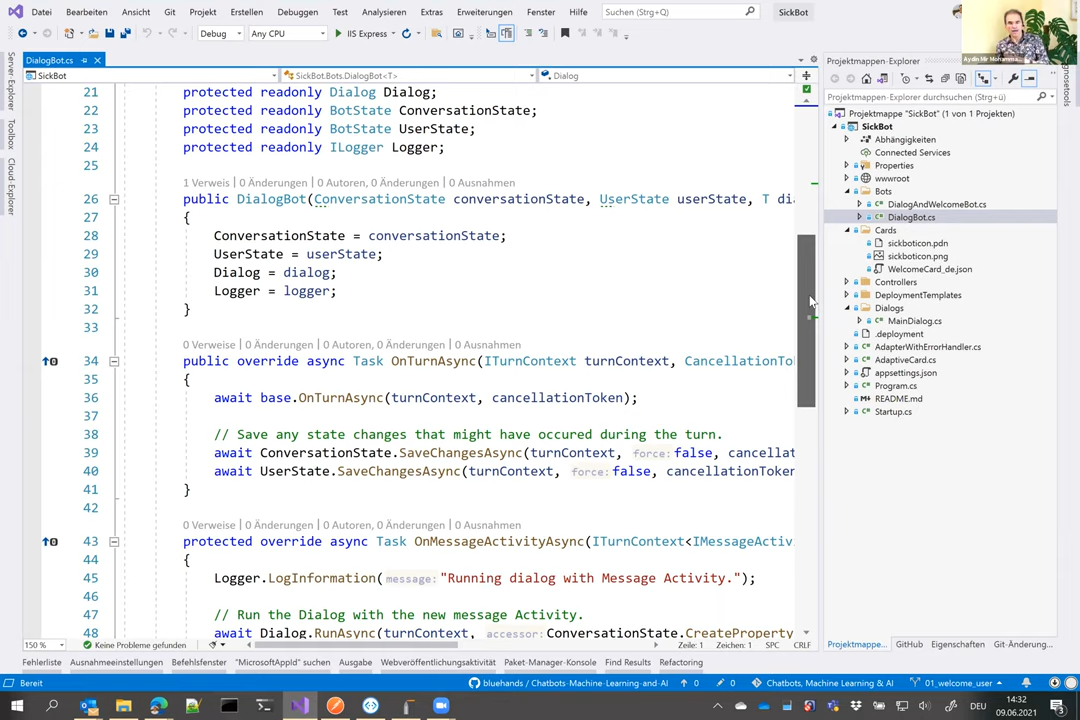 Datei Bearbeiten Ansicht Git Projekt Erstellen Debuggen Test Analysieren Extras Erweiterungen Fenster Hilfe Suchen (Strg+Q) SickBot
Debug Any CPU IIS Express
Aydin Mir Mohamma
DialogBot.cs
SickBot SickBot.Bots.DialogBot<T> Dialog
Server-Explorer
Toolbox
Cloud-Explorer
21 protected readonly Dialog Dialog;
22 protected readonly BotState ConversationState;
23 protected readonly BotState UserState;
24 protected readonly ILogger Logger;
25
1 Verweis | 0 Änderungen | 0 Autoren, 0 Änderungen | 0 Ausnahmen
26 public DialogBot(ConversationState conversationState, UserState userState, T di
27 {
28 ConversationState = conversationState;
29 UserState = userState;
30 Dialog = dialog;
31 Logger = logger;
32 }
33
0 Verweise | 0 Änderungen | 0 Autoren, 0 Änderungen | 0 Ausnahmen
34 public override async Task OnTurnAsync(ITurnContext turnContext, CancellationTo
35 {
36 await base.OnTurnAsync(turnContext, cancellationToken);
37
38 // Save any state changes that might have occured during the turn.
39 await ConversationState.SaveChangesAsync(turnContext, force: false, cancellat
40 await UserState.SaveChangesAsync(turnContext, force: false, cancellationToken
41 }
42
0 Verweise | 0 Änderungen | 0 Autoren, 0 Änderungen | 0 Ausnahmen
43 protected override async Task OnMessageActivityAsync(ITurnContext<IMessageActiv
44 {
45 Logger.LogInformation(message: "Running dialog with Message Activity.");
46
47 // Run the Dialog with the new message Activity.
48 await Dialog.RunAsync(turnContext, accessor: ConversationState.CreateProperty
150 % Keine Probleme gefunden Zeile: 1 Zeichen: 1 SPC CRLF
Projektmappen-Explorer
Projektmappen-Explorer durchsuchen (Strg+ü)
Projektmappe "SickBot" (1 von 1 Projekten)
SickBot
Abhängigkeiten
Connected Services
Properties
wwwroot
Bots
DialogAndWelcomeBot.cs
DialogBot.cs
Cards
sickboticon.pdn
sickboticon.png
WelcomeCard_de.json
Controllers
DeploymentTemplates
Dialogs
MainDialog.cs
.deployment
AdapterWithErrorHandler.cs
AdaptiveCard.cs
appsettings.json
Program.cs
README.md
Startup.cs
Projektmappe... GitHub Eigenschaften Git-Änderung...
gnosetools
Fehlerliste Ausnahmeeinstellungen Befehlsfenster "MicrosoftAppId" suchen Ausgabe Webveröffentlichungsaktivität Paket-Manager-Konsole Find Results Refactoring
Bereit bluehands / Chatbots-Machine-Learning-and-AI 0 0 Chatbots, Machine Learning & AI 01_welcome_user
DEU 14:32
09.06.2021
3